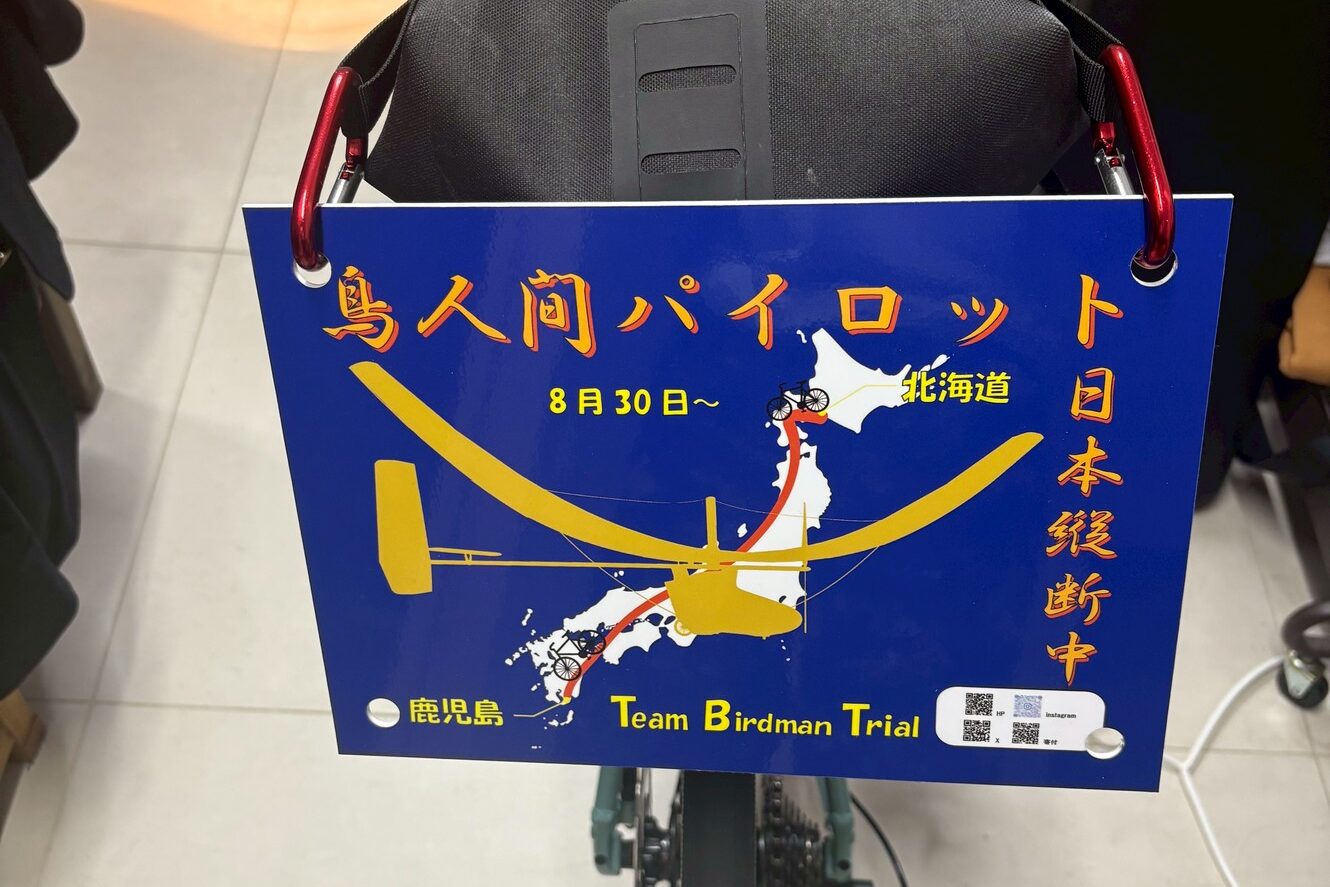 鳥人間パイロット
日本縦断中
8月30日～
北海道
鹿児島
Team Birdman Trial
HP
Instagram
X
寄付